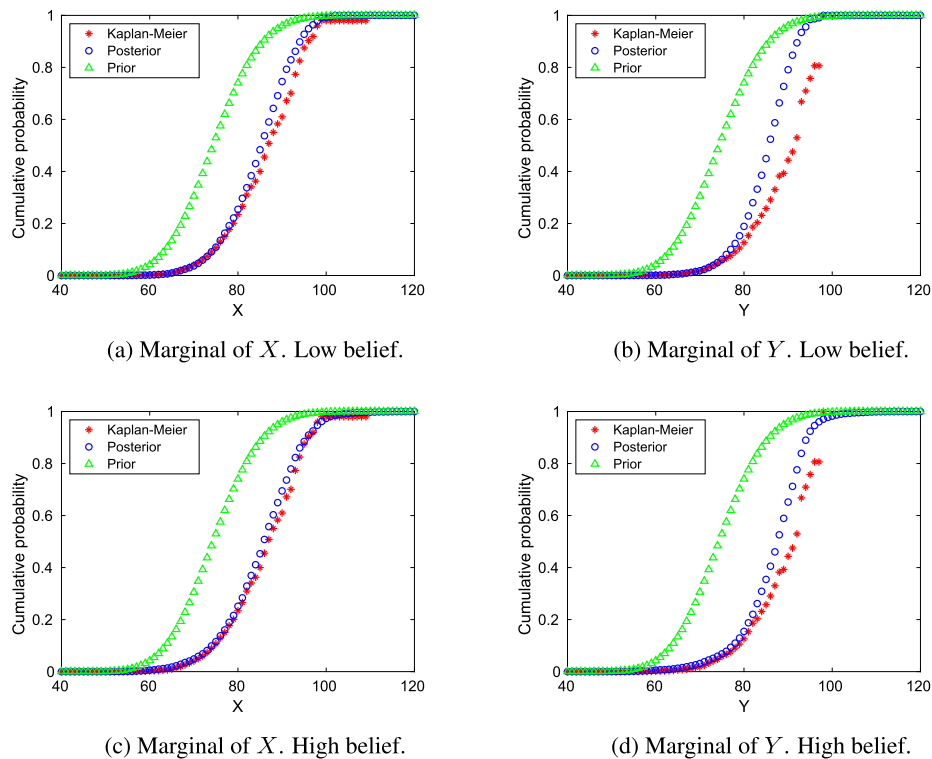 1
0.8
0.6
0.4
0.2
0
Cumulative probability
Kaplan-Meier
Posterior
Prior
40 60 80 100 120
X
(a) Marginal of X. Low belief.
1
0.8
0.6
0.4
0.2
0
Cumulative probability
Kaplan-Meier
Posterior
Prior
40 60 80 100 120
Y
(b) Marginal of Y. Low belief.
1
0.8
0.6
0.4
0.2
0
Cumulative probability
Kaplan-Meier
Posterior
Prior
40 60 80 100 120
X
(c) Marginal of X. High belief.
1
0.8
0.6
0.4
0.2
0
Cumulative probability
Kaplan-Meier
Posterior
Prior
40 60 80 100 120
Y
(d) Marginal of Y. High belief.